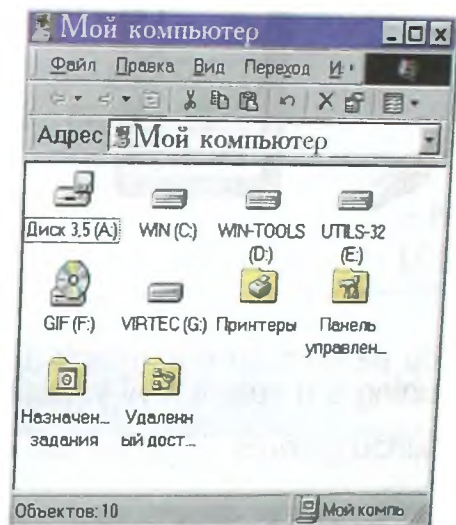 Мой компьютер
Файл Правка Вид Переход И
Адрес Мой компьютер
Диск 3,5 (A:) WIN (C:) WIN-TOOLS (D:) UTILS-32 (E:)
GIF (F:) VIRTEC (G:) Принтеры Панель управлен...
Назначен... задания Удаленн ый дост...
Объектов: 10 Мой компь